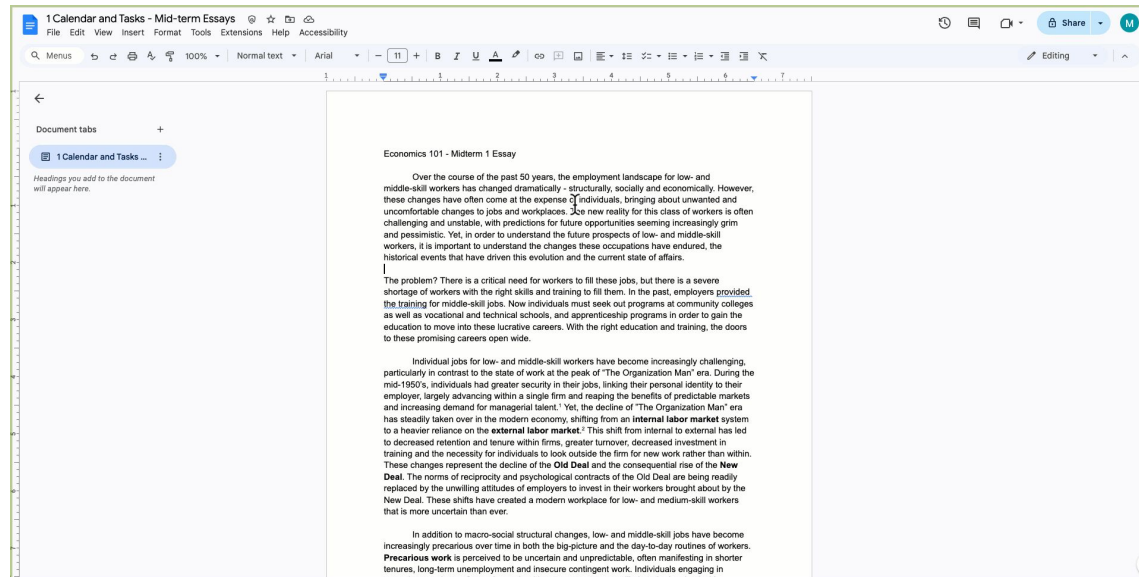 1 Calendar and Tasks - Mid-term Essays
File Edit View Insert Format Tools Extensions Help Accessibility
Share
M
Menus 100% Normal text Arial 11 B I U A Editing
1 1 2 3 4 5 6 7
Document tabs
1 Calendar and Tasks ...
Headings you add to the document
will appear here.
Economics 101 - Midterm 1 Essay
Over the course of the past 50 years, the employment landscape for low- and
middle-skill workers has changed dramatically - structurally, socially and economically. However,
these changes have often come at the expense individuals, bringing about unwanted and
uncomfortable changes to jobs and workplaces. new reality for this class of workers is often
challenging and unstable, with predictions for future opportunities seeming increasingly grim
and pessimistic. Yet, in order to understand the future prospects of low- and middle-skill
workers, it is important to understand the changes these occupations have endured, the
historical events that have driven this evolution and the current state of affairs.
The problem? There is a critical need for workers to fill these jobs, but there is a severe
shortage of workers with the right skills and training to fill them. In the past, employers provided
the training for middle-skill jobs. Now individuals must seek out programs at community colleges
as well as vocational and technical schools, and apprenticeship programs in order to gain the
education to move into these lucrative careers. With the right education and training, the doors
to these promising careers open wide.
Individual jobs for low- and middle-skill workers have become increasingly challenging,
particularly in contrast to the state of work at the peak of "The Organization Man" era. During the
mid-1950's, individuals had greater security in their jobs, linking their personal identity to their
employer, largely advancing within a single firm and reaping the benefits of predictable markets
and increasing demand for managerial talent.¹ Yet, the decline of "The Organization Man" era
has steadily taken over in the modern economy, shifting from an internal labor market system
to a heavier reliance on the external labor market.² This shift from internal to external has led
to decreased retention and tenure within firms, greater turnover, decreased investment in
training and the necessity for individuals to look outside the firm for new work rather than within.
These changes represent the decline of the Old Deal and the consequential rise of the New
Deal. The norms of reciprocity and psychological contracts of the Old Deal are being readily
replaced by the unwilling attitudes of employers to invest in their workers brought about by the
New Deal. These shifts have created a modern workplace for low- and medium-skill workers
that is more uncertain than ever.
In addition to macro-social structural changes, low- and middle-skill jobs have become
increasingly precarious over time in both the big-picture and the day-to-day routines of workers.
Precarious work is perceived to be uncertain and unpredictable, often manifesting in shorter
tenures, long-term unemployment and insecure contingent work. Individuals engaging in